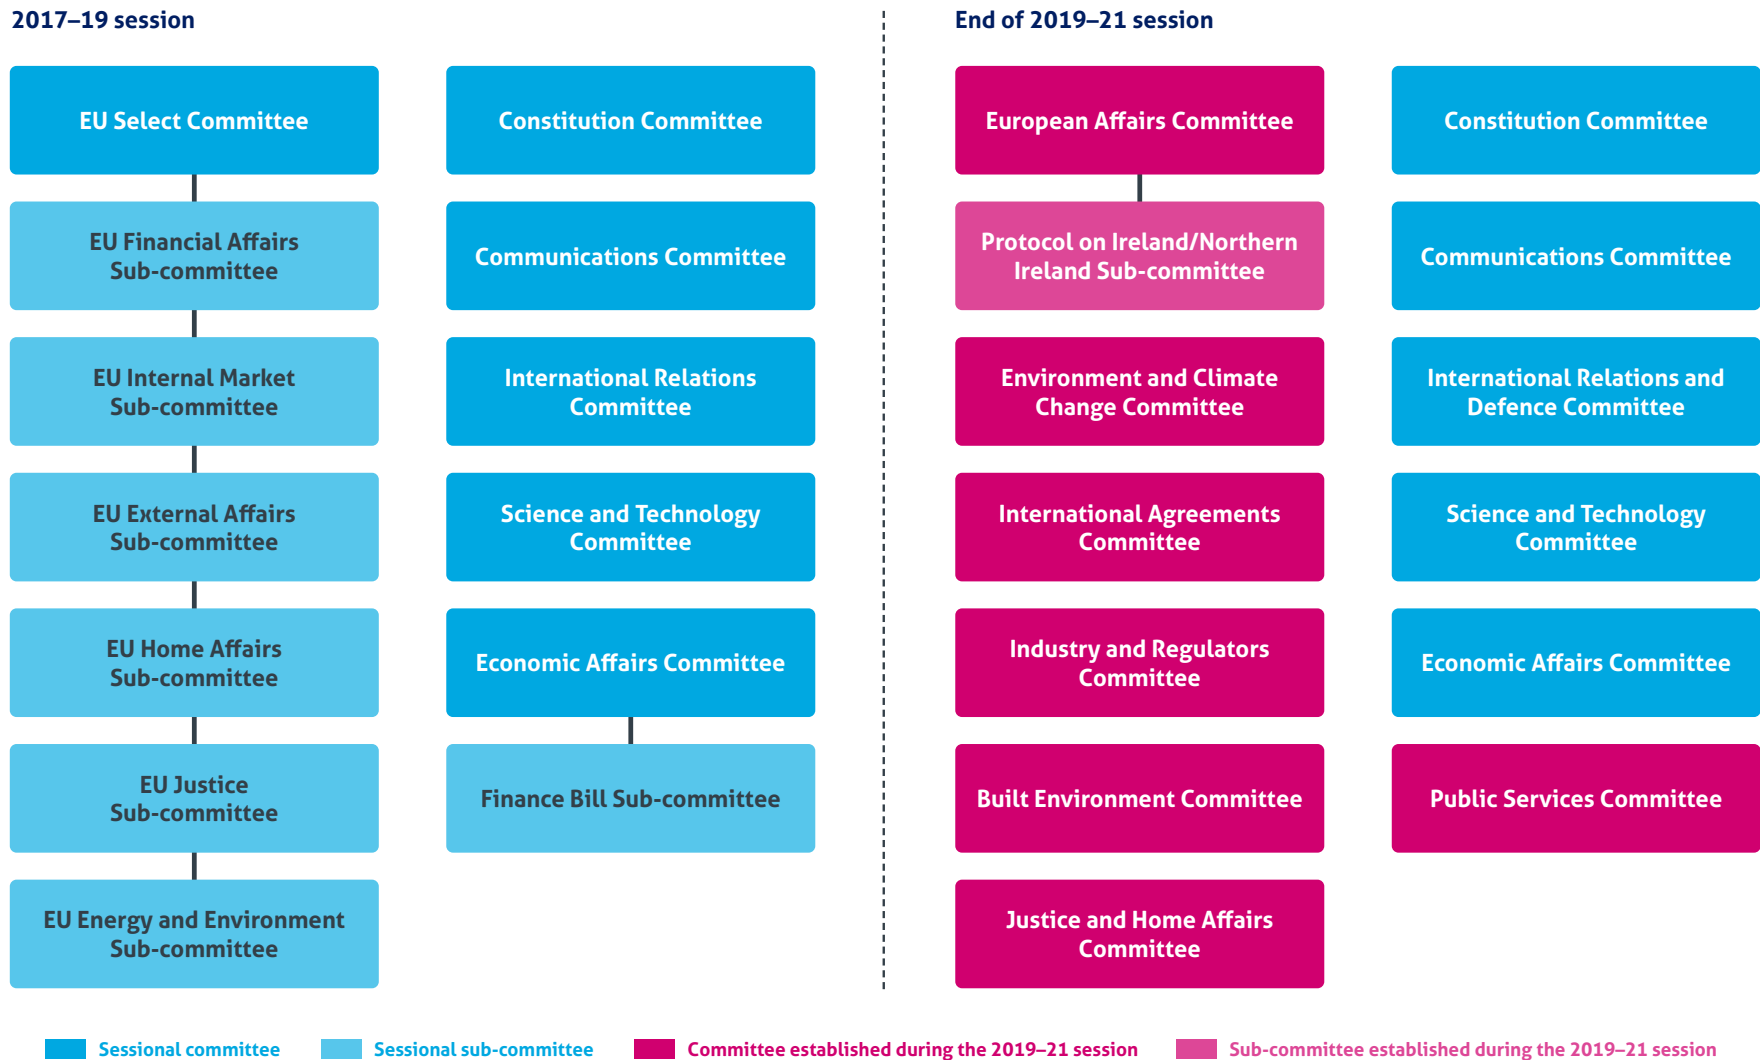 2017–19 session
EU Select Committee
EU Financial Affairs
Sub-committee
EU Internal Market
Sub-committee
EU External Affairs
Sub-committee
EU Home Affairs
Sub-committee
EU Justice
Sub-committee
EU Energy and Environment
Sub-committee
Constitution Committee
Communications Committee
International Relations
Committee
Science and Technology
Committee
Economic Affairs Committee
Finance Bill Sub-committee
End of 2019–21 session
European Affairs Committee
Protocol on Ireland/Northern
Ireland Sub-committee
Environment and Climate
Change Committee
International Agreements
Committee
Industry and Regulators
Committee
Built Environment Committee
Justice and Home Affairs
Committee
Constitution Committee
Communications Committee
International Relations and
Defence Committee
Science and Technology
Committee
Economic Affairs Committee
Public Services Committee
Sessional committee
Sessional sub-committee
Committee established during the 2019–21 session
Sub-committee established during the 2019–21 session